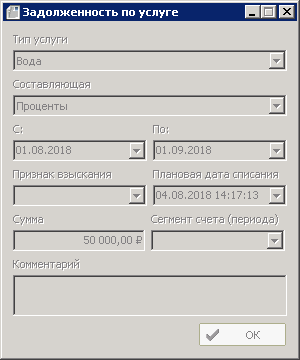 Задолженность по услуге
Тип услуги
Вода
Составляющая
Проценты
С: По:
01.08.2018 01.09.2018
Признак взыскания Плановая дата списания
04.08.2018 14:17:13
Сумма Сегмент счета (периода)
50 000,00 ₽
Комментарий
ОК